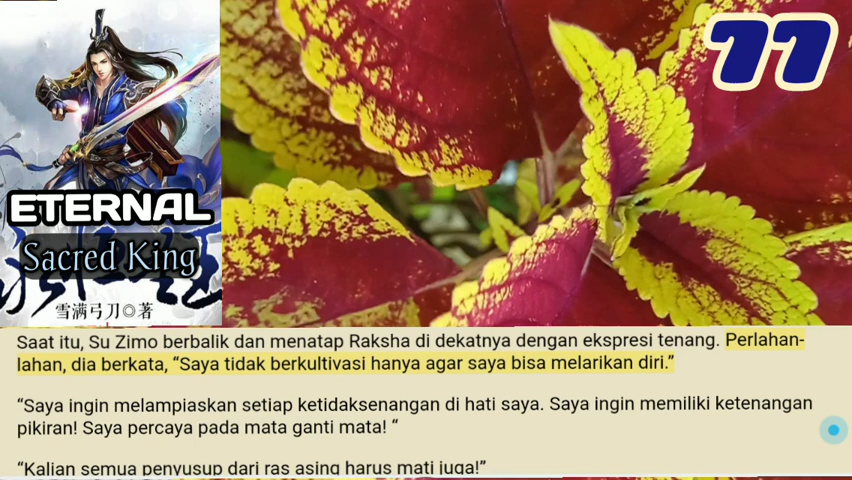 77
ETERNAL
Sacred King
雪满弓刀◎著
Saat itu, Su Zimo berbalik dan menatap Raksha di dekatnya dengan ekspresi tenang. Perlahan-
lahan, dia berkata, “Saya tidak berkultivasi hanya agar saya bisa melarikan diri.”
“Saya ingin melampiaskan setiap ketidaksenangan di hati saya. Saya ingin memiliki ketenangan
pikiran! Saya percaya pada mata ganti mata! “
“Kalian semua penyusup dari ras asing harus mati juga!”